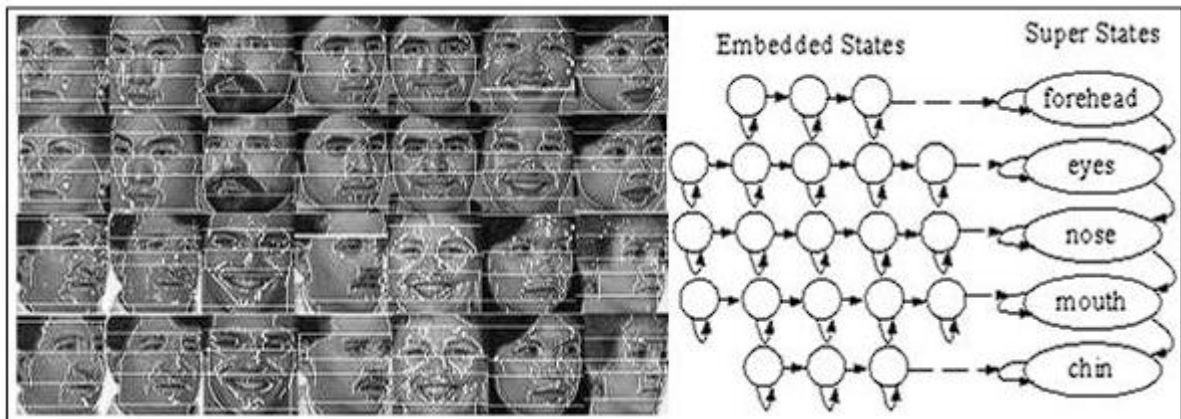 Embedded States
Super States
forehead
eyes
nose
mouth
chin